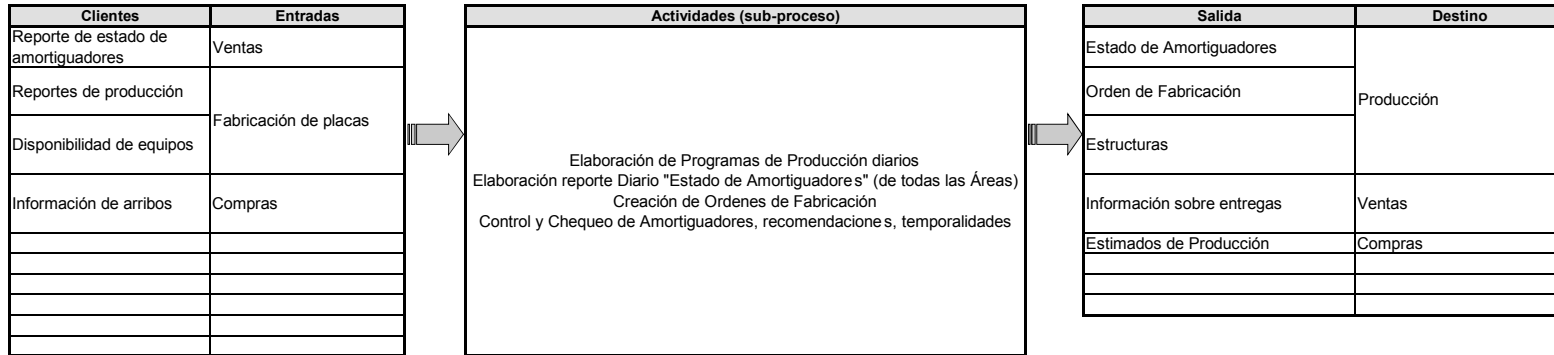 Clientes
Entradas
Reporte de estado de
amortiguadores
Ventas
Reportes de producción
Fabricación de placas
Disponibilidad de equipos
Información de arribos
Compras
Actividades (sub-proceso)
Elaboración de Programas de Producción diarios
Elaboración reporte Diario "Estado de Amortiguadores" (de todas las Áreas)
Creación de Ordenes de Fabricación
Control y Chequeo de Amortiguadores, recomendaciones, temporalidades
Salida
Destino
Estado de Amortiguadores
Orden de Fabricación
Producción
Estructuras
Información sobre entregas
Ventas
Estimados de Producción
Compras